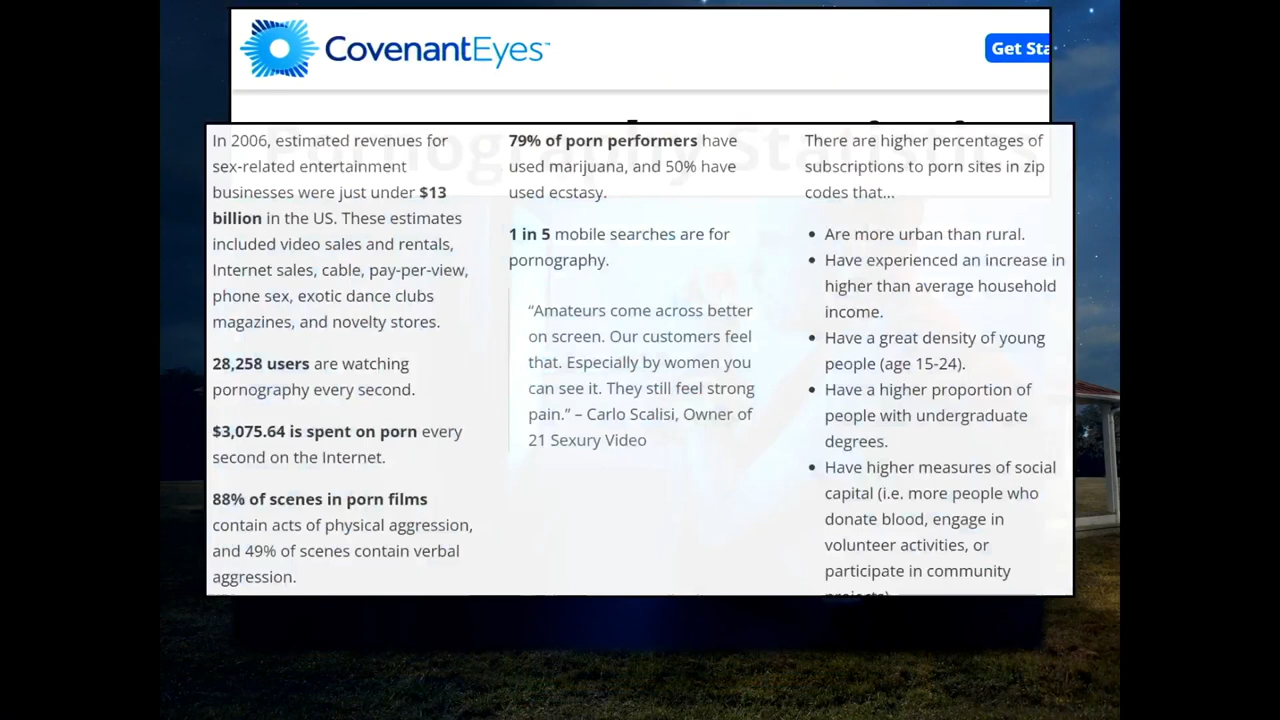 CovenantEyes™
Get Sta
Pornography Statistics
In 2006, estimated revenues for
sex-related entertainment
businesses were just under $13
billion in the US. These estimates
included video sales and rentals,
Internet sales, cable, pay-per-view,
phone sex, exotic dance clubs
magazines, and novelty stores.
28,258 users are watching
pornography every second.
$3,075.64 is spent on porn every
second on the Internet.
88% of scenes in porn films
contain acts of physical aggression,
and 49% of scenes contain verbal
aggression.
79% of porn performers have
used marijuana, and 50% have
used ecstasy.
1 in 5 mobile searches are for
pornography.
“Amateurs come across better
on screen. Our customers feel
that. Especially by women you
can see it. They still feel strong
pain.” – Carlo Scalisi, Owner of
21 Sexury Video
There are higher percentages of
subscriptions to porn sites in zip
codes that...
• Are more urban than rural.
• Have experienced an increase in
higher than average household
income.
• Have a great density of young
people (age 15-24).
• Have a higher proportion of
people with undergraduate
degrees.
• Have higher measures of social
capital (i.e. more people who
donate blood, engage in
volunteer activities, or
participate in community
projects)